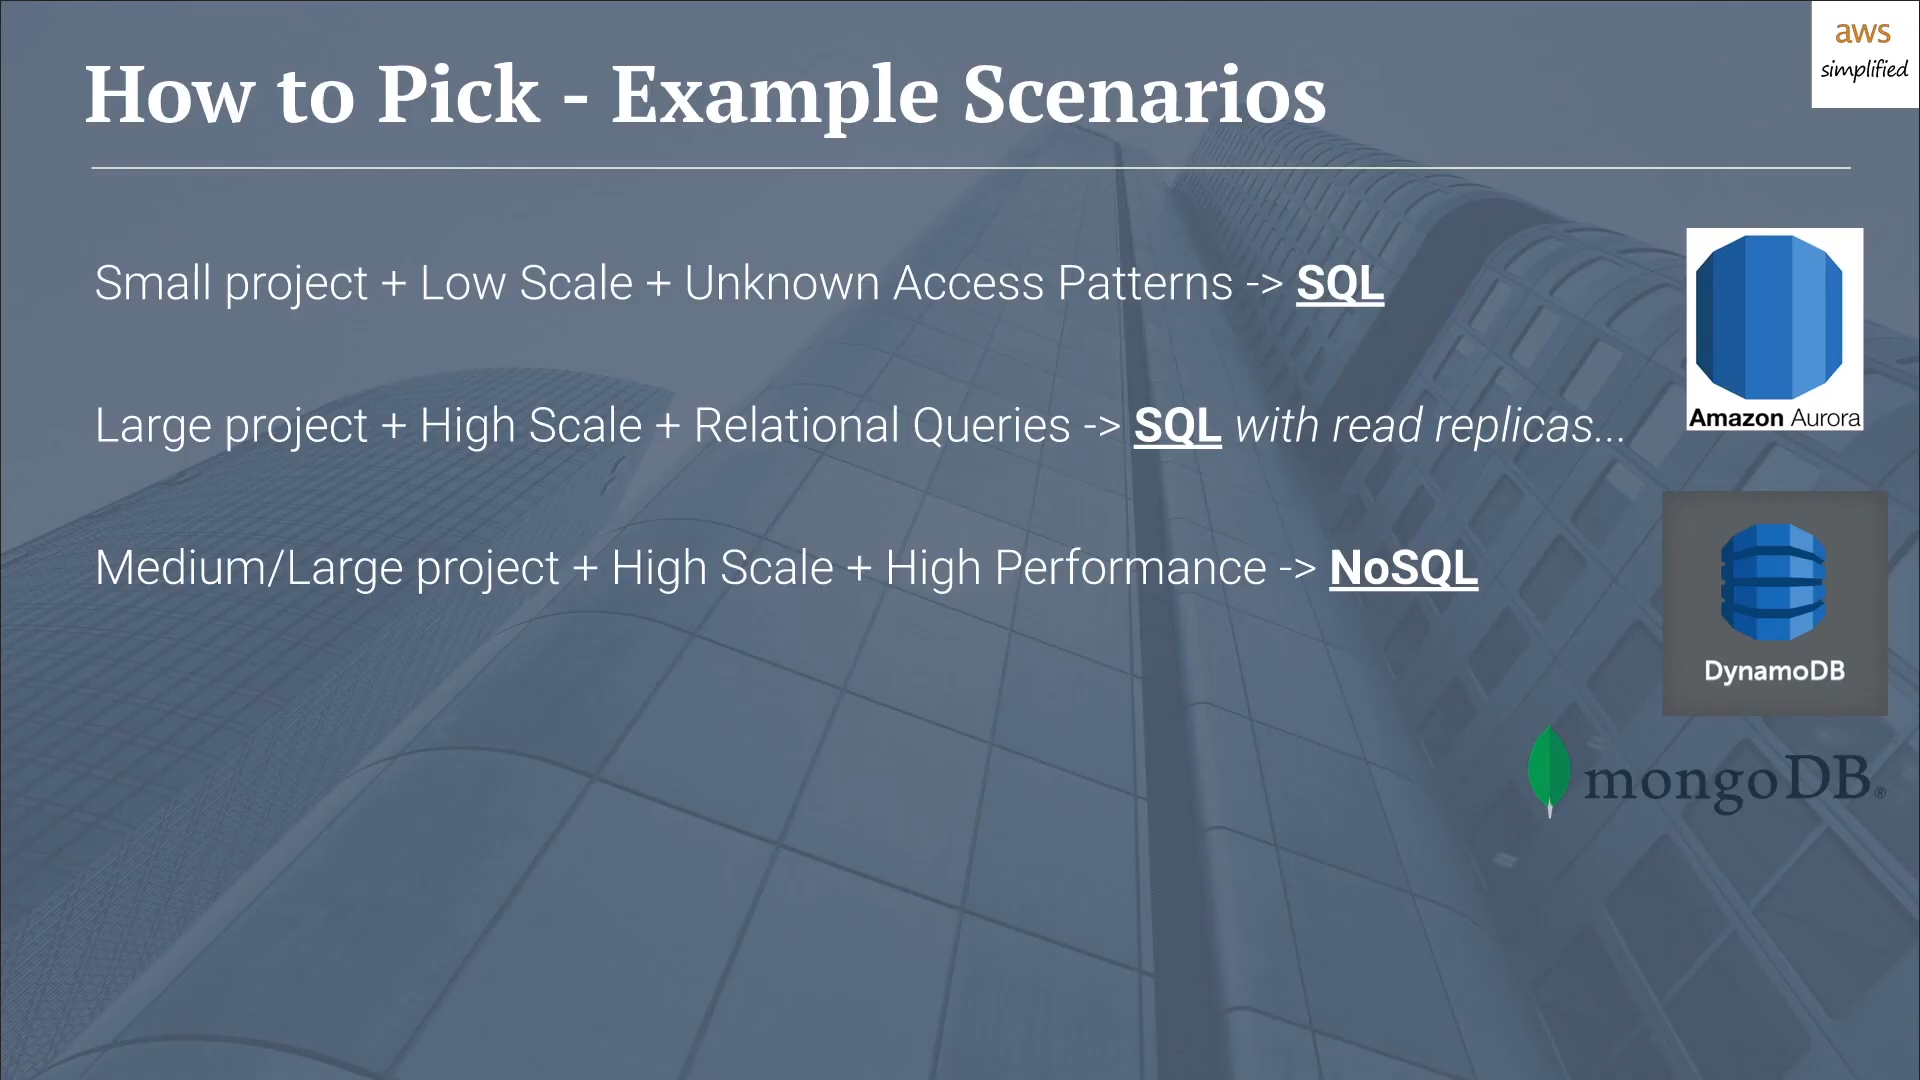 aws
simplified
How to Pick - Example Scenarios
Small project + Low Scale + Unknown Access Patterns -> SQL
Large project + High Scale + Relational Queries -> SQL with read replicas...
Amazon Aurora
Medium/Large project + High Scale + High Performance -> NoSQL
DynamoDB
mongoDB®